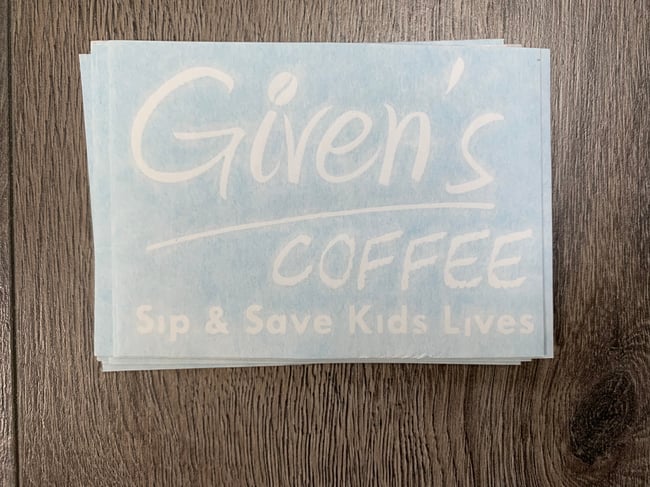 Given's
COFFEE
Sip & Save Kids Lives